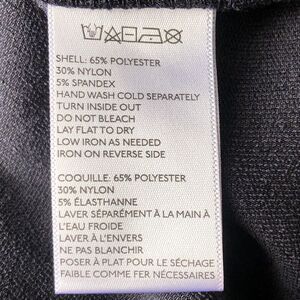 SHELL: 65% POLYESTER
30% NYLON
5% SPANDEX
HAND WASH COLD SEPARATELY
TURN INSIDE OUT
DO NOT BLEACH
LAY FLAT TO DRY
LOW IRON AS NEEDED
IRON ON REVERSE SIDE
COQUILLE: 65% POLYESTER
30% NYLON
5% ÉLASTHANNE
LAVER SÉPARÉMENT À LA MAIN À
L'EAU FROIDE
LAVER À L'ENVERS
NE PAS BLANCHIR
POSER À PLAT POUR LE SÉCHAGE
FAIBLE COMME FER NÉCESSAIRES